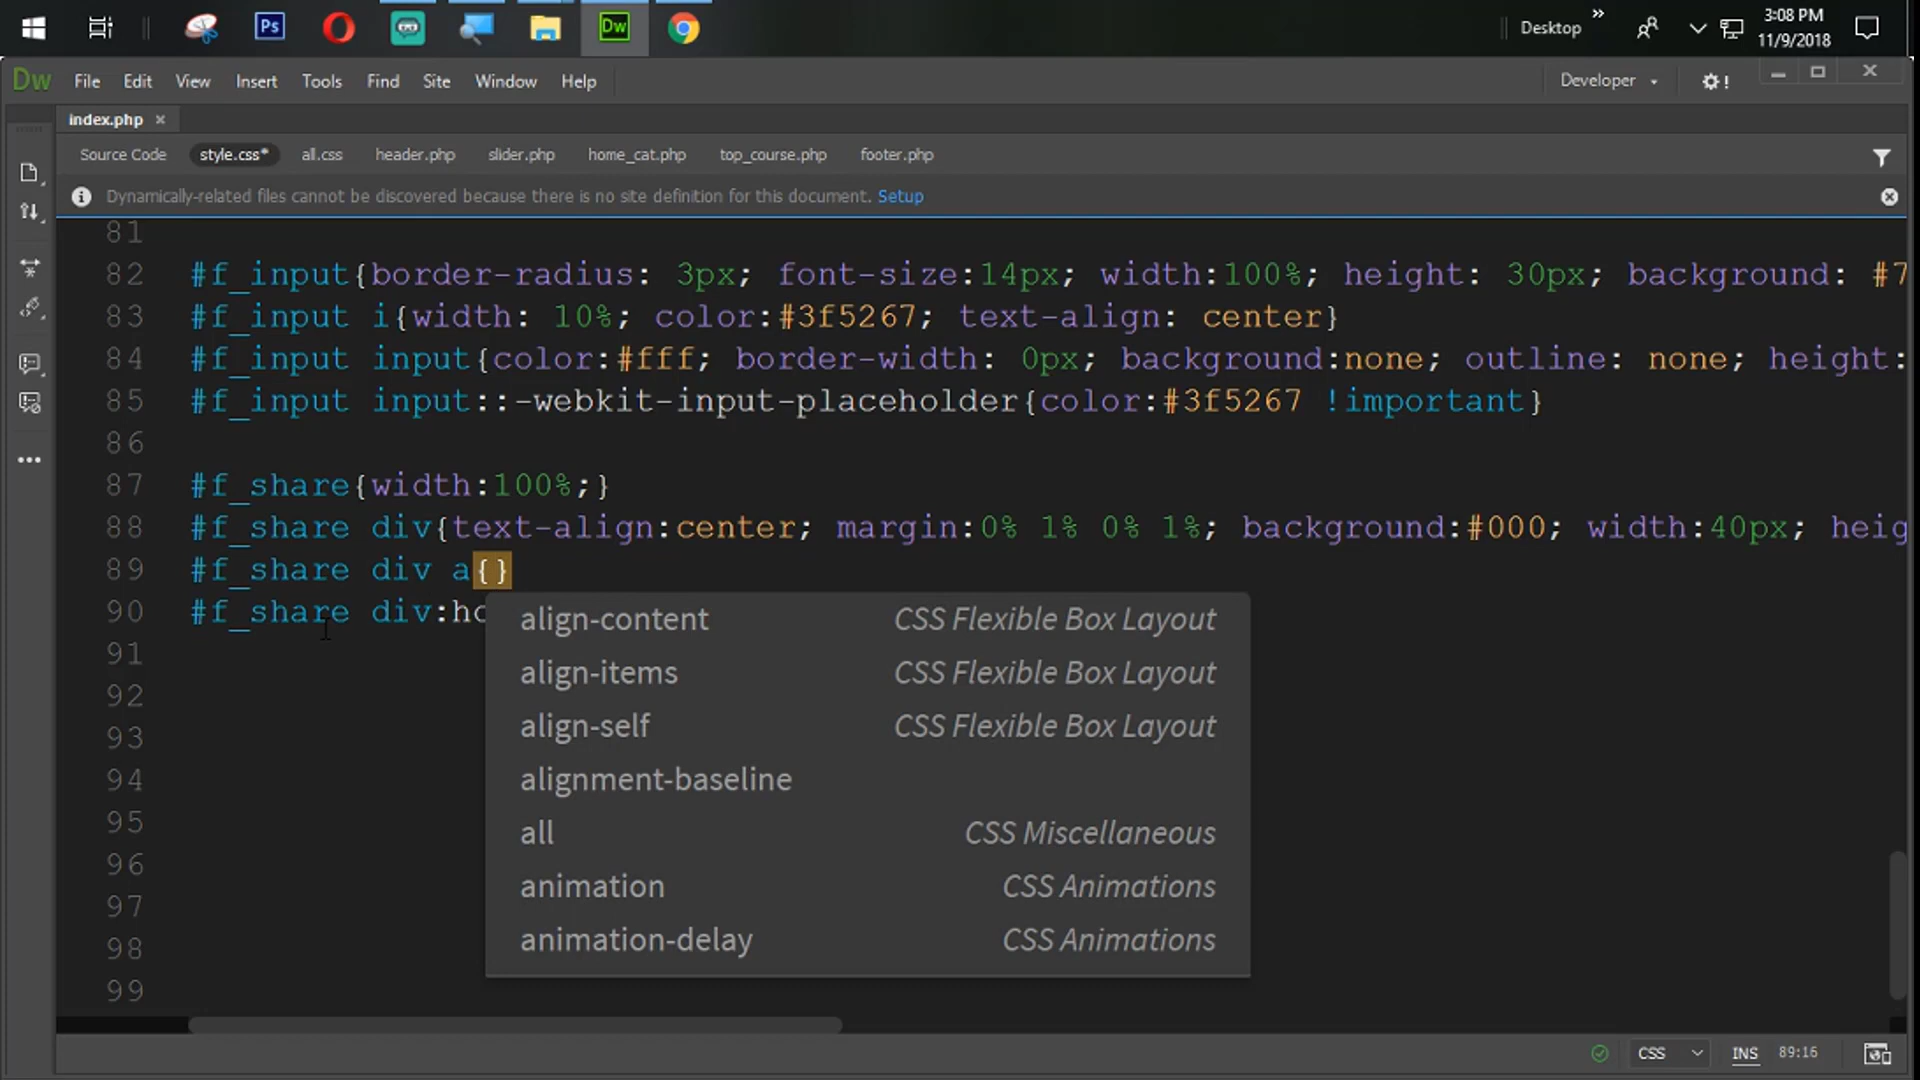 Ps
Dw
Desktop
3:08 PM
11/9/2018
Dw File Edit View Insert Tools Find Site Window Help Developer
index.php
Source Code style.css* all.css header.php slider.php home_cat.php top_course.php footer.php
Dynamically-related files cannot be discovered because there is no site definition for this document. Setup
81
82 #f_input{border-radius: 3px; font-size:14px; width:100%; height: 30px; background: #7
83 #f_input i{width: 10%; color:#3f5267; text-align: center}
84 #f_input input{color:#fff; border-width: 0px; background:none; outline: none; height:
85 #f_input input::-webkit-input-placeholder{color:#3f5267 !important}
86
87 #f_share{width:100%;}
88 #f_share div{text-align:center; margin:0% 1% 0% 1%; background:#000; width:40px; heig
89 #f_share div a{}
90 #f_share div:ho
91
92
93
94
95
96
97
98
99
align-content CSS Flexible Box Layout
align-items CSS Flexible Box Layout
align-self CSS Flexible Box Layout
alignment-baseline
all CSS Miscellaneous
animation CSS Animations
animation-delay CSS Animations
CSS INS 89:16